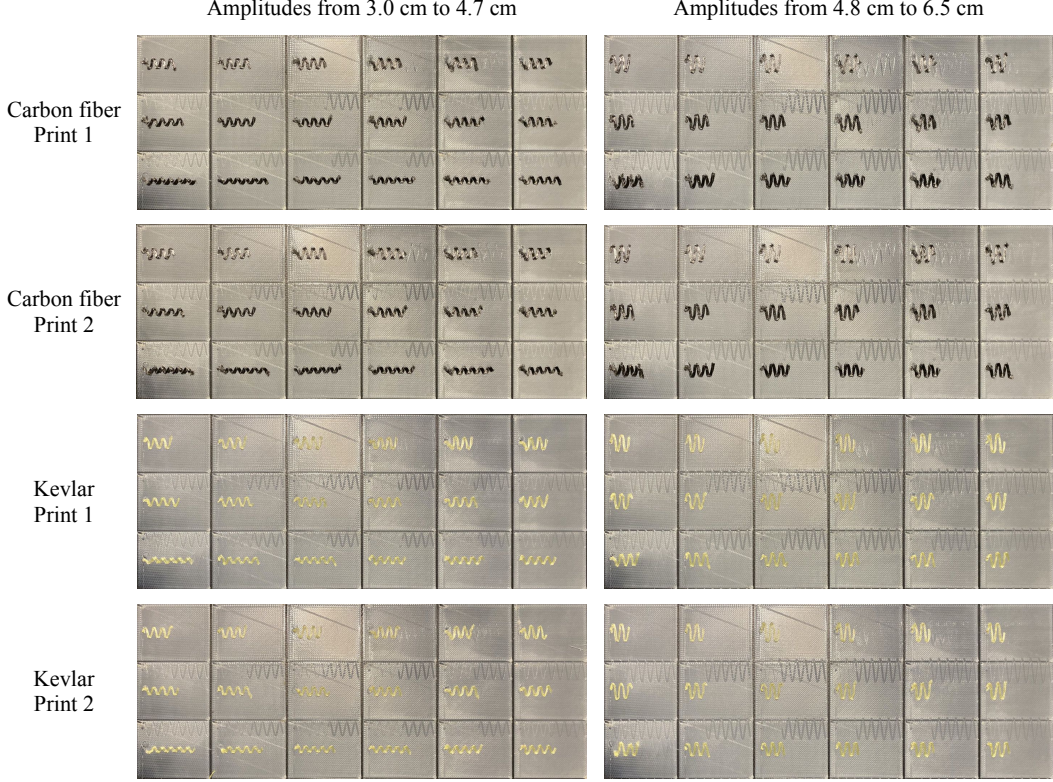 Amplitudes from 3.0 cm to 4.7 cm
Amplitudes from 4.8 cm to 6.5 cm
Carbon fiber
Print 1
Carbon fiber
Print 2
Kevlar
Print 1
Kevlar
Print 2